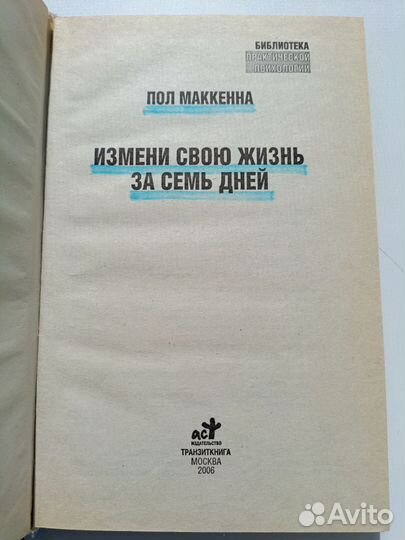 БИБЛИОТЕКА
ПРАКТИЧЕСКОЙ
ПСИХОЛОГИИ
ПОЛ МАККЕННА
ИЗМЕНИ СВОЮ ЖИЗНЬ
ЗА СЕМЬ ДНЕЙ
аст
ИЗДАТЕЛЬСТВО
ТРАНЗИТКНИГА
МОСКВА
2006
Avito